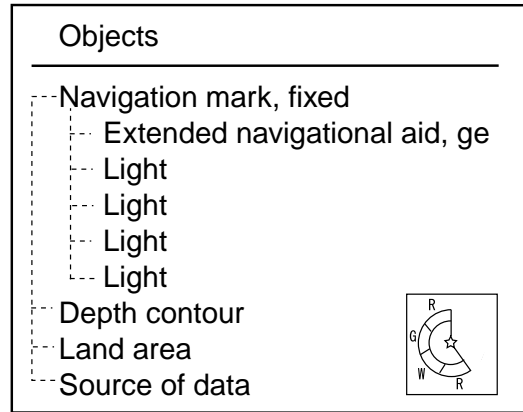 Objects
Navigation mark, fixed
Extended navigational aid, ge
Light
Light
Light
Light
Depth contour
Land area
Source of data
R
G
W
R